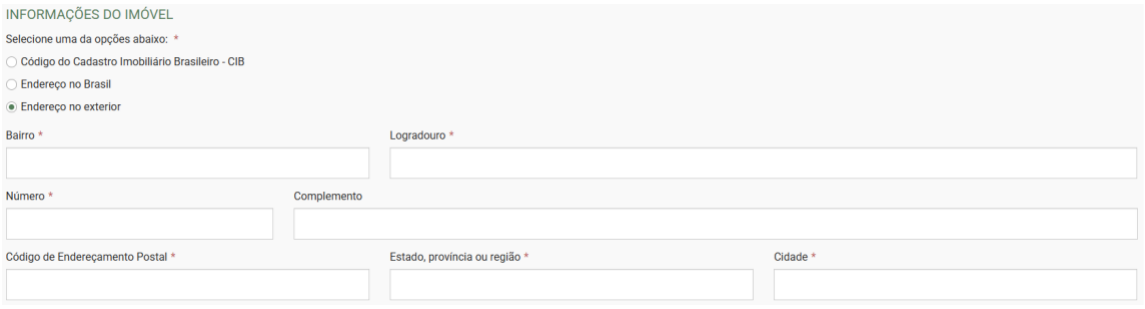 INFORMAÇÕES DO IMÓVEL
Selecione uma da opções abaixo: *
Código do Cadastro Imobiliário Brasileiro - CIB
Endereço no Brasil
Endereço no exterior
Bairro * Logradouro *
Número * Complemento
Código de Endereçamento Postal * Estado, província ou região * Cidade *